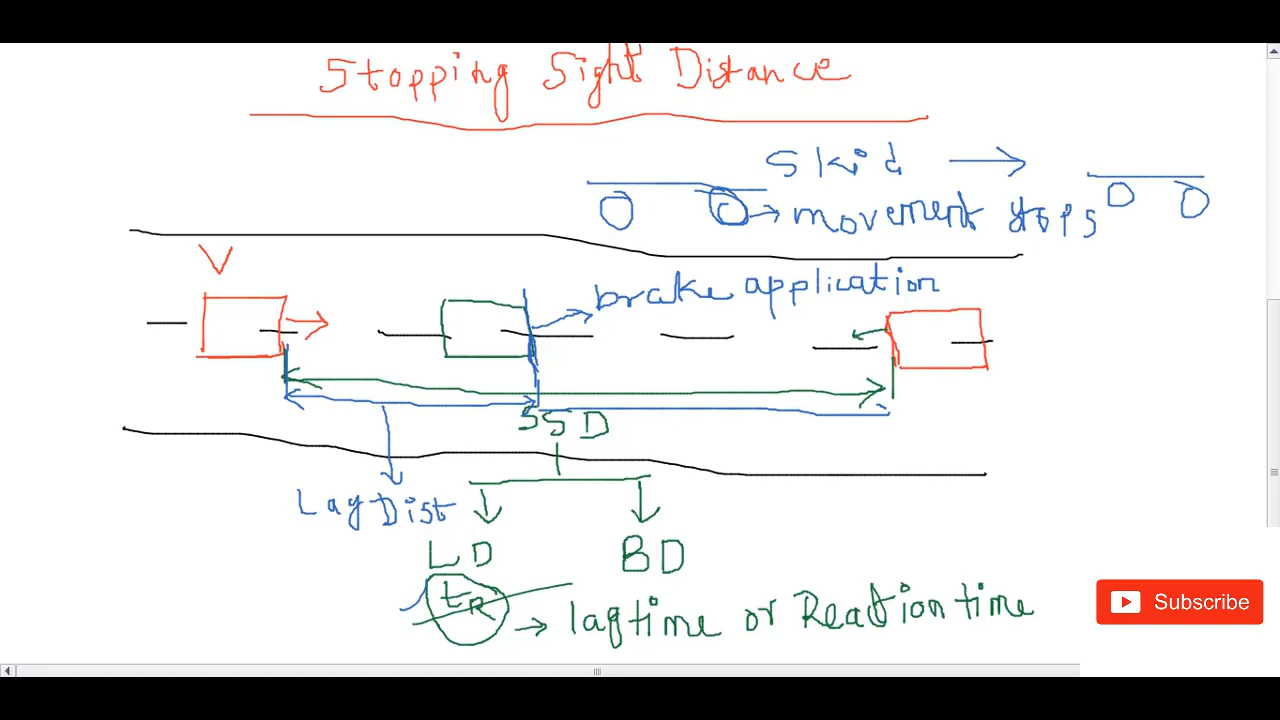 Stopping Sight Distance
Skid
movement stops
V
brake application
SSD
Lag Dist
LD BD
tR lagtime or Reaction time
Subscribe